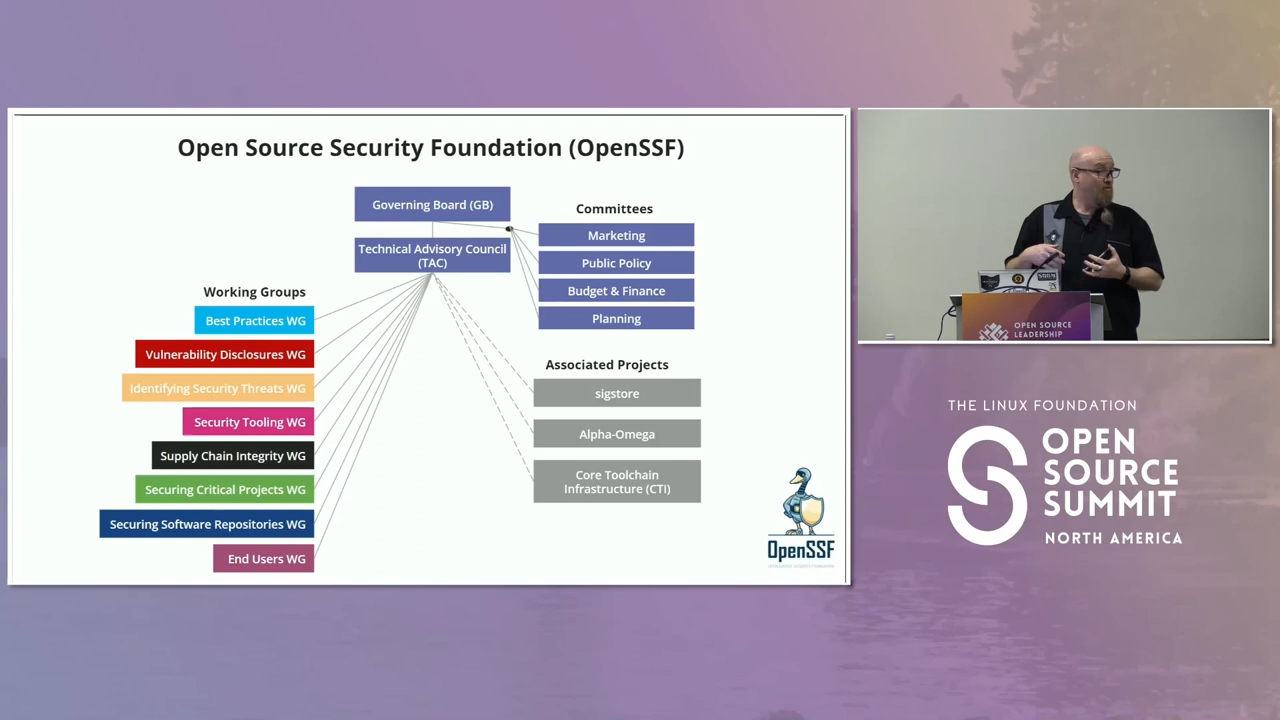 Open Source Security Foundation (OpenSSF)
Governing Board (GB)
Technical Advisory Council
(TAC)
Committees
Marketing
Public Policy
Budget & Finance
Planning
Working Groups
Best Practices WG
Vulnerability Disclosures WG
Identifying Security Threats WG
Security Tooling WG
Supply Chain Integrity WG
Securing Critical Projects WG
Securing Software Repositories WG
End Users WG
Associated Projects
sigstore
Alpha-Omega
Core Toolchain
Infrastructure (CTI)
OpenSSF
OPEN SOURCE
LEADERSHIP
THE LINUX FOUNDATION
OPEN
SOURCE
SUMMIT
NORTH AMERICA